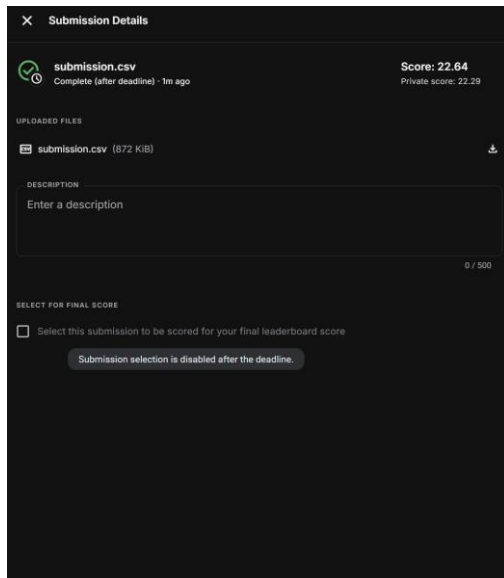 Submission Details
submission.csv
Complete (after deadline) · 1m ago
Score: 22.64
Private score: 22.29
UPLOADED FILES
CSV
submission.csv (872 KiB)
DESCRIPTION
Enter a description
0 / 500
SELECT FOR FINAL SCORE
Select this submission to be scored for your final leaderboard score
Submission selection is disabled after the deadline.